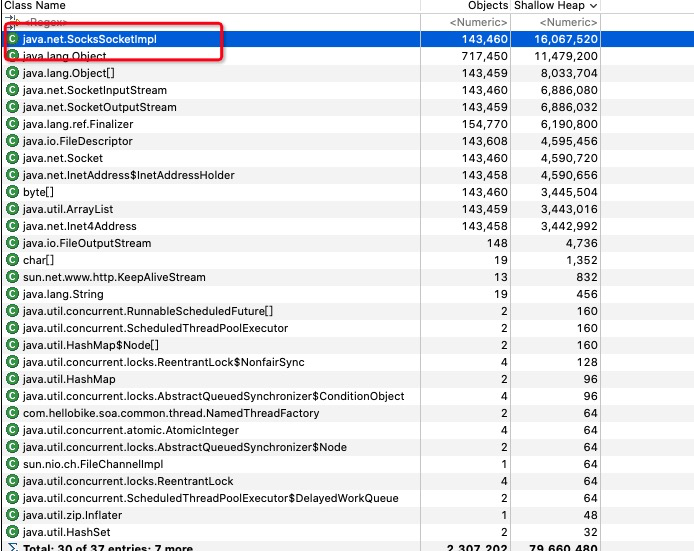 Class Name Objects Shallow Heap
<Regex> <Numeric> <Numeric>
java.net.SocksSocketImpl 143,460 16,067,520
java.lang.Object 717,450 11,479,200
java.lang.Object[] 143,459 8,033,704
java.net.SocketInputStream 143,460 6,886,080
java.net.SocketOutputStream 143,459 6,886,032
java.lang.ref.Finalizer 154,770 6,190,800
java.io.FileDescriptor 143,608 4,595,456
java.net.Socket 143,460 4,590,720
java.net.InetAddress$InetAddressHolder 143,458 4,590,656
byte[] 143,460 3,445,504
java.util.ArrayList 143,459 3,443,016
java.net.Inet4Address 143,458 3,442,992
java.io.FileOutputStream 148 4,736
char[] 19 1,352
sun.net.www.http.KeepAliveStream 13 832
java.lang.String 19 456
java.util.concurrent.RunnableScheduledFuture[] 2 160
java.util.concurrent.ScheduledThreadPoolExecutor 2 160
java.util.HashMap$Node[] 2 160
java.util.concurrent.locks.ReentrantLock$NonfairSync 4 128
java.util.HashMap 2 96
java.util.concurrent.locks.AbstractQueuedSynchronizer$ConditionObject 4 96
com.hellobike.soa.common.thread.NamedThreadFactory 2 64
java.util.concurrent.atomic.AtomicInteger 4 64
java.util.concurrent.locks.AbstractQueuedSynchronizer$Node 2 64
sun.nio.ch.FileChannelImpl 1 64
java.util.concurrent.locks.ReentrantLock 4 64
java.util.concurrent.ScheduledThreadPoolExecutor$DelayedWorkQueue 2 64
java.util.zip.Inflater 1 48
java.util.HashSet 2 32
Total: 30 of 37 entries; 7 more 2,307,202 79,660,480